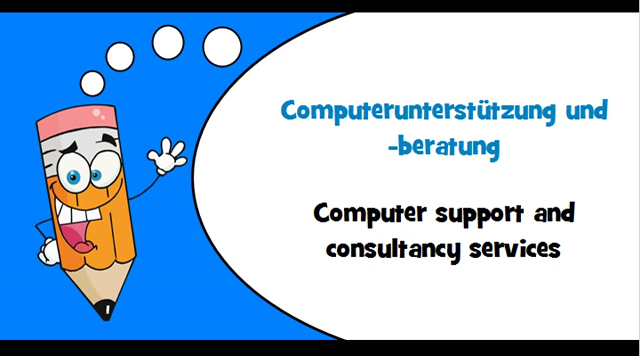 Computerunterstützung und
-beratung
Computer support and
consultancy services